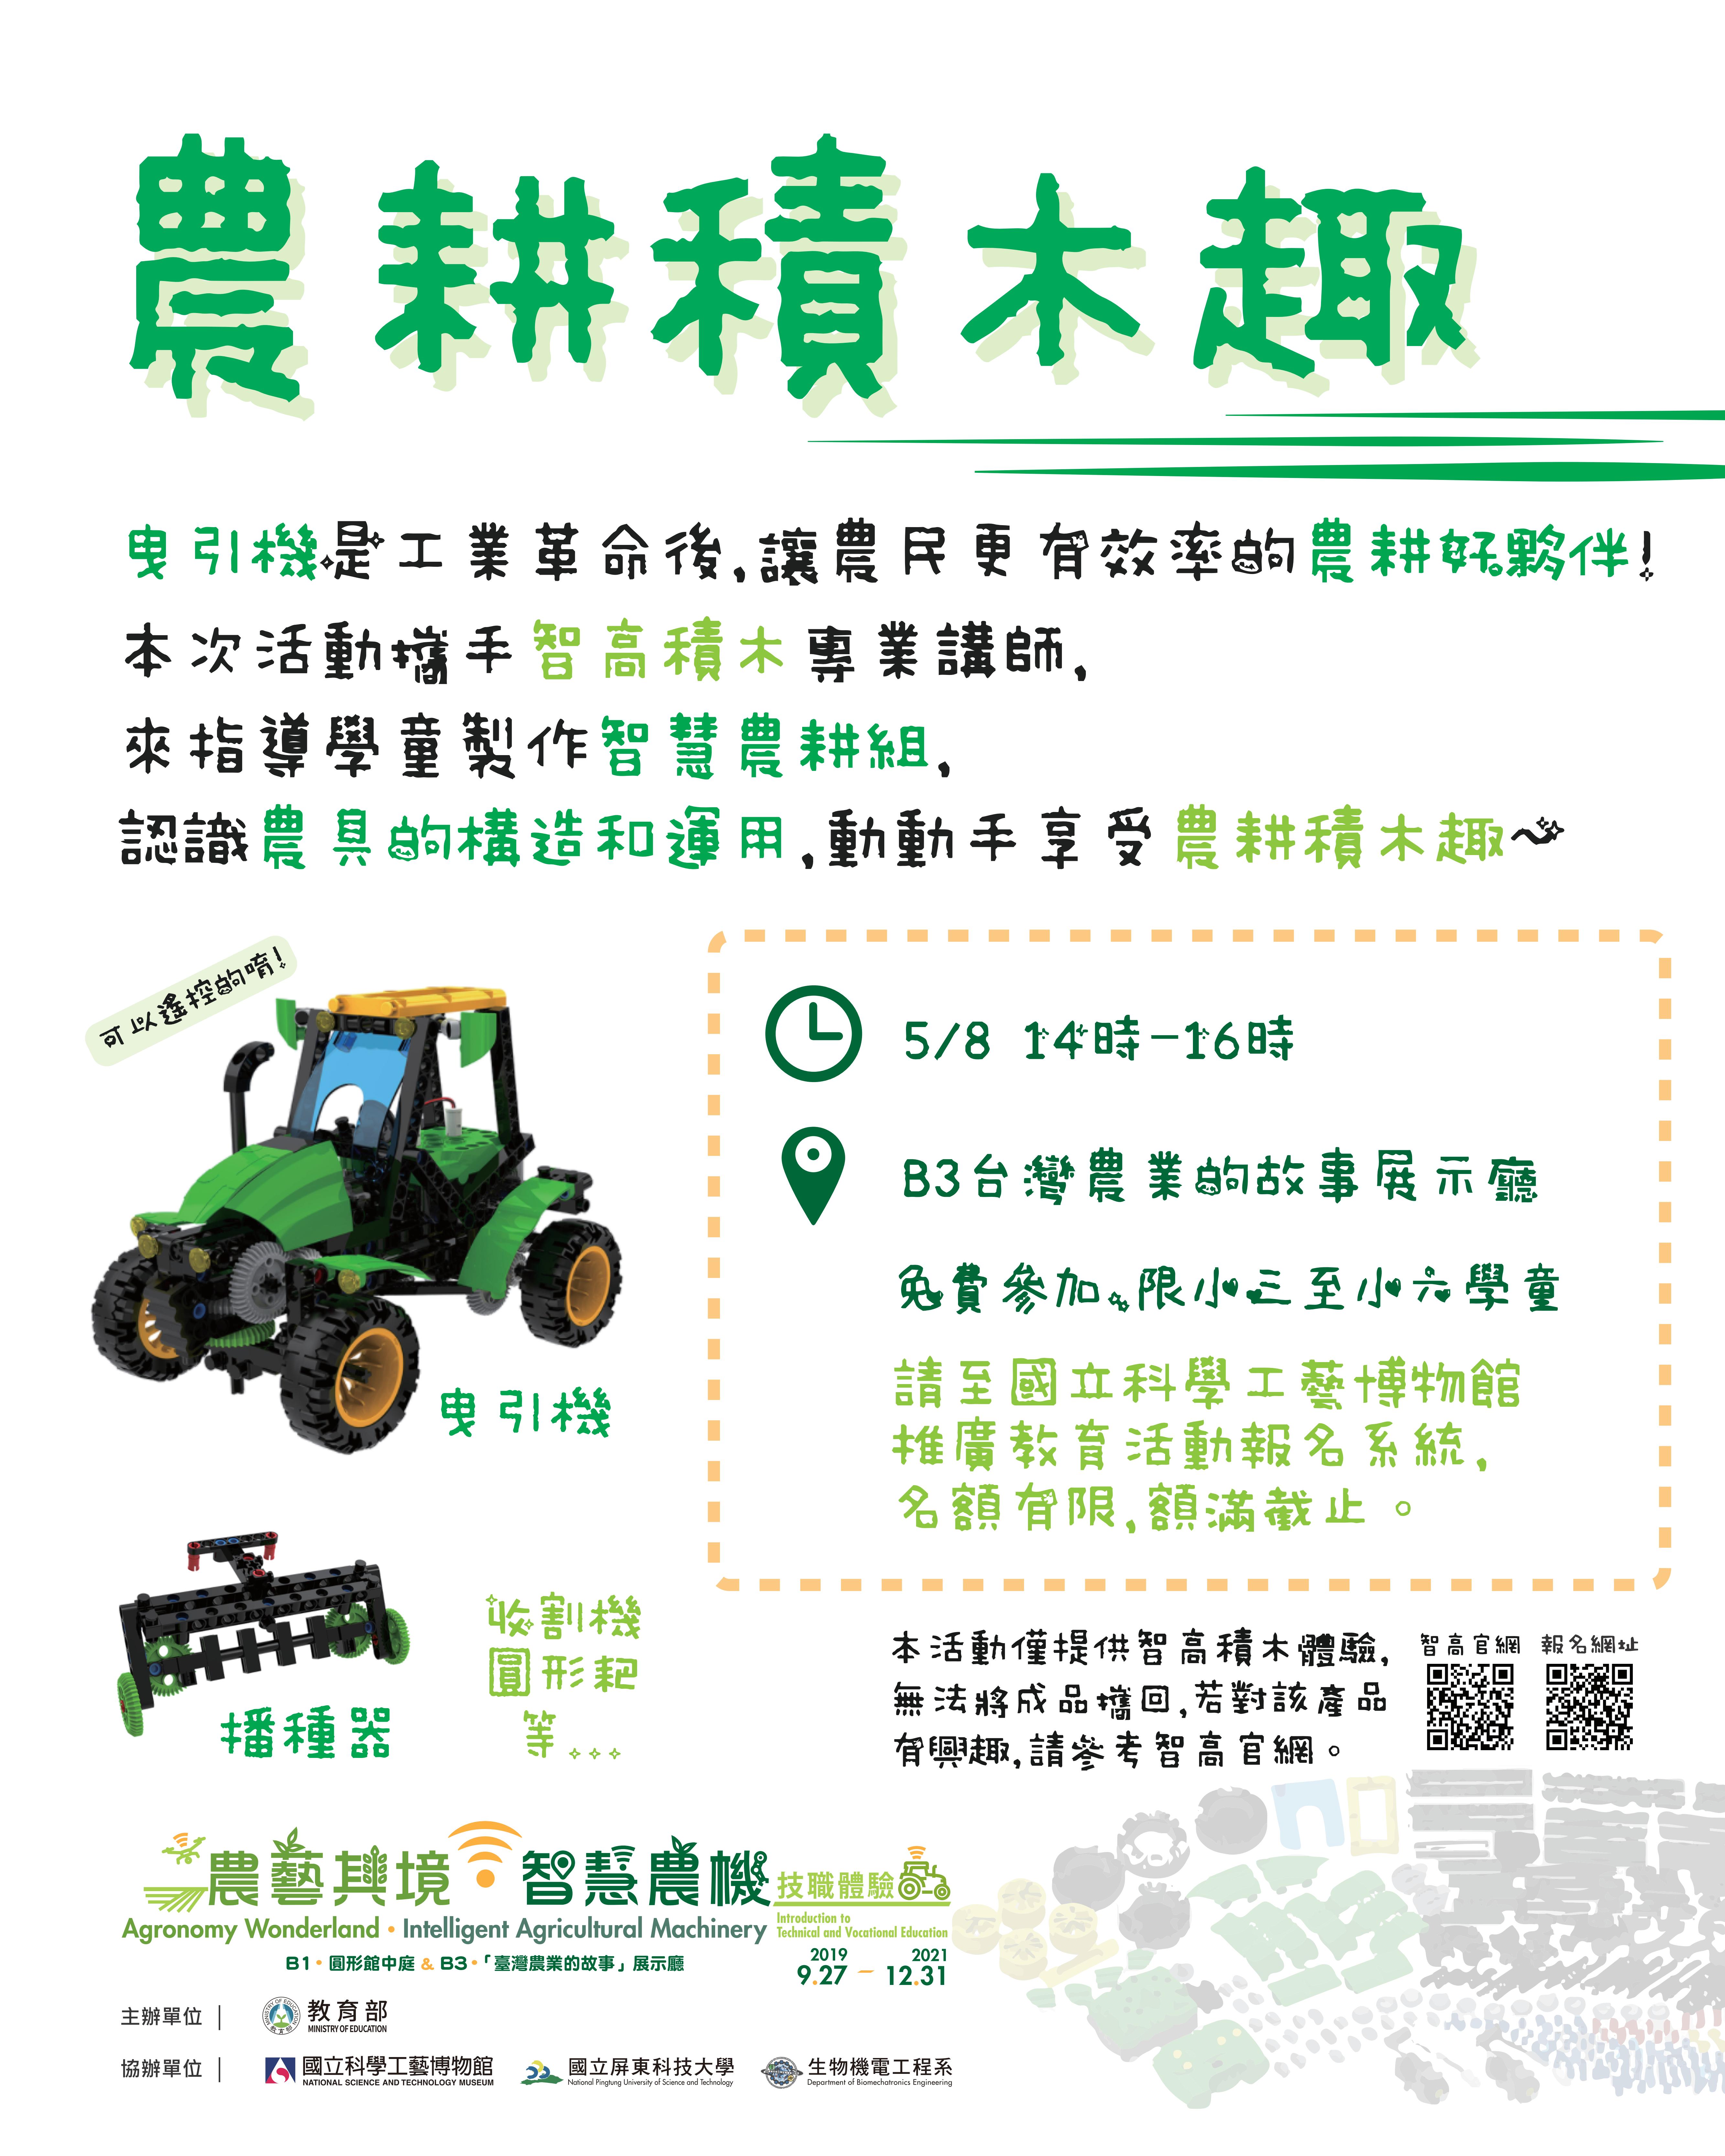 農耕積木趣
曳引機是工業革命後,讓農民更有效率的農耕好夥伴!
本次活動攜手智高積木專業講師,
來指導學童製作智慧農耕組,
認識農具的構造和運用,動動手享受農耕積木趣~
可以遙控的唷!
曳引機
播種器
收割機
圓形耙
等...
5/8 14時-16時
B3台灣農業的故事展示廳
免費參加。限小三至小六學童
請至國立科學工藝博物館
推廣教育活動報名系統,
名額有限,額滿截止。
本活動僅提供智高積木體驗,
無法將成品攜回,若對該產品
有興趣,請參考智高官網。
智高官網 報名網址
農藝其境 智慧農機 技職體驗
Agronomy Wonderland • Intelligent Agricultural Machinery
Introduction to
Technical and Vocational Education
B1•圓形館中庭 & B3•「臺灣農業的故事」展示廳
2019 2021
9.27 – 12.31
主辦單位 | 教育部
MINISTRY OF EDUCATION
協辦單位 | 國立科學工藝博物館 國立屏東科技大學 生物機電工程系
NATIONAL SCIENCE AND TECHNOLOGY MUSEUM National Pingtung University of Science and Technology Department of Biomechatronics Engineering